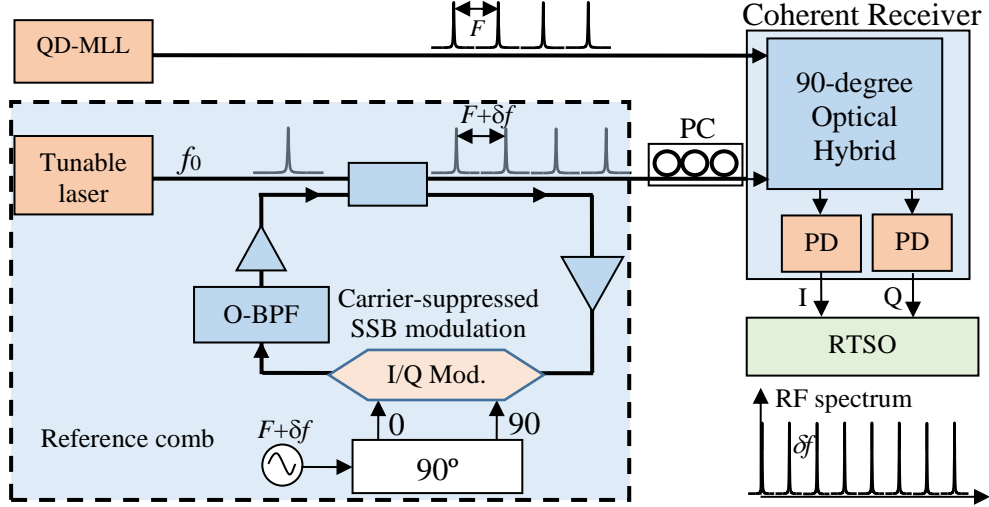 Coherent Receiver
QD-MLL
F
90-degree
Optical
Hybrid
F+δf
PC
Tunable
laser
f0
PD
PD
I
Q
O-BPF
Carrier-suppressed
SSB modulation
RTSO
I/Q Mod.
RF spectrum
0
90
F+δf
Reference comb
90º
δf